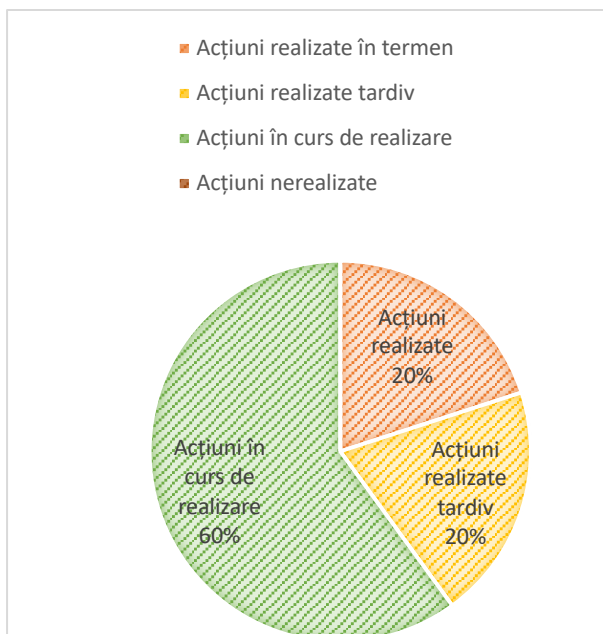 Acțiuni realizate în termen
Acțiuni realizate tardiv
Acțiuni în curs de realizare
Acțiuni nerealizate
Acțiuni
realizate
20%
Acțiuni
realizate
tardiv
20%
Acțiuni în
curs de
realizare
60%